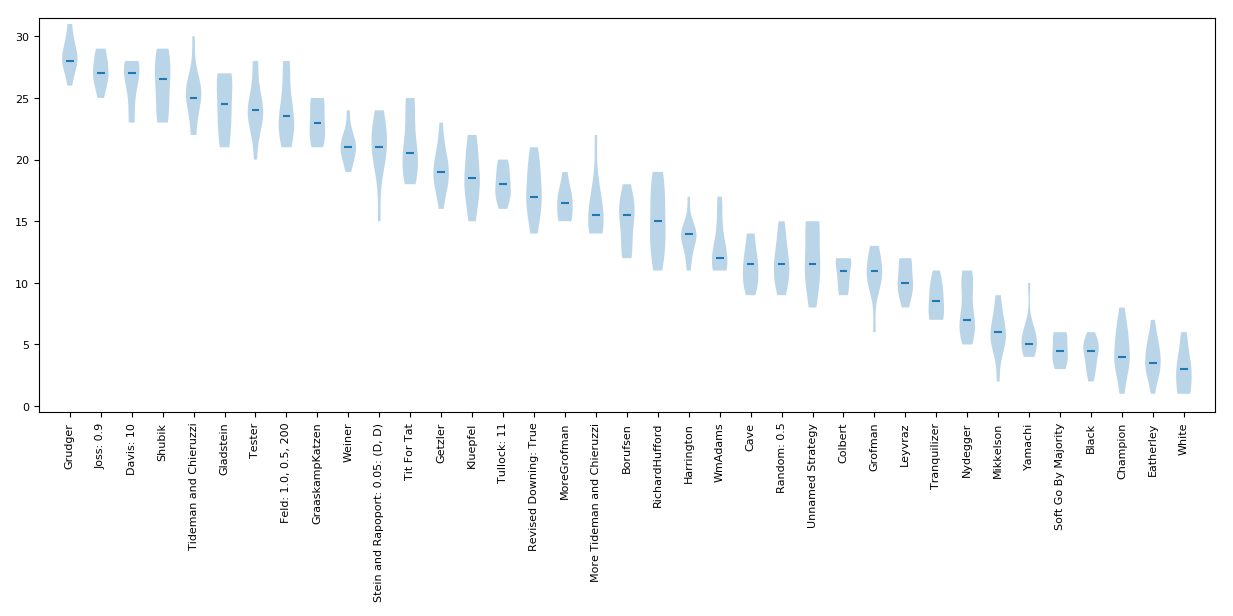 30
25
20
15
10
5
0
Grudger
Joss: 0.9
Davis: 10
Shubik
Tideman and Chieruzzi
Gladstein
Tester
Feld: 1.0, 0.5, 200
GraaskampKatzen
Weiner
Stein and Rapoport: 0.05: (D, D)
Tit For Tat
Getzler
Kluepfel
Tullock: 11
Revised Downing: True
MoreGrofman
More Tideman and Chieruzzi
Borufsen
RichardHufford
Harrington
WmAdams
Cave
Random: 0.5
Unnamed Strategy
Colbert
Grofman
Leyvraz
Tranquilizer
Nydegger
Mikkelson
Yamachi
Soft Go By Majority
Black
Champion
Eatherley
White